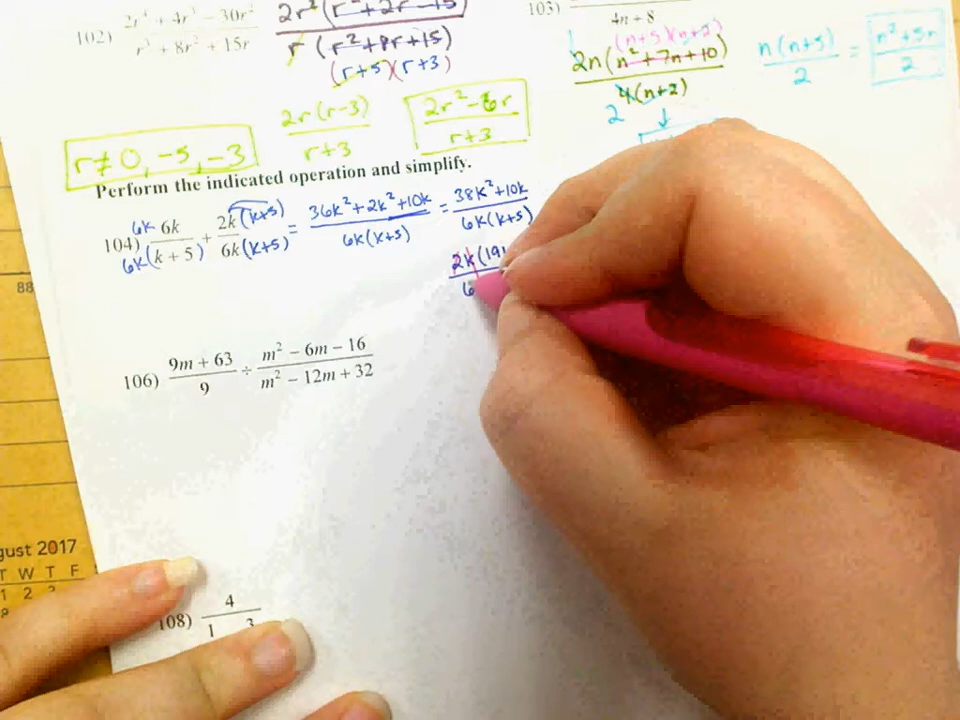 102) 2r⁴ + 4r³ − 30r² / r³ + 8r² + 15r
2r²(r²+2r−15) / r(r²+8r+15)
(r+5)(r+3)
103) 4n + 8
(n+5)(n+2)
2n(n²+7n+10) / 4(n+2)
1
2
n(n+5) / 2 = n²+5n / 2
r ≠ 0, −5, −3
2r(r−3) / r+3
2r²−6r / r+3
Perform the indicated operation and simplify.
104) 6k 6k / 6k(k + 5) + 2k(k+5) / 6k(k+5) = 36k²+2k²+10k / 6k(k+5) = 38k²+10k / 6k(k+5)
2k(19 / 6
88
106) 9m + 63 / 9 ÷ m² − 6m − 16 / m² − 12m + 32
gust 2017
T W T F
1 2 3
8
108) 4 / 1 3